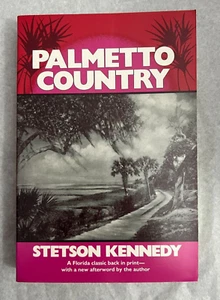 PALMETTO
COUNTRY
STETSON KENNEDY
A Florida classic back in print—
with a new afterword by the author